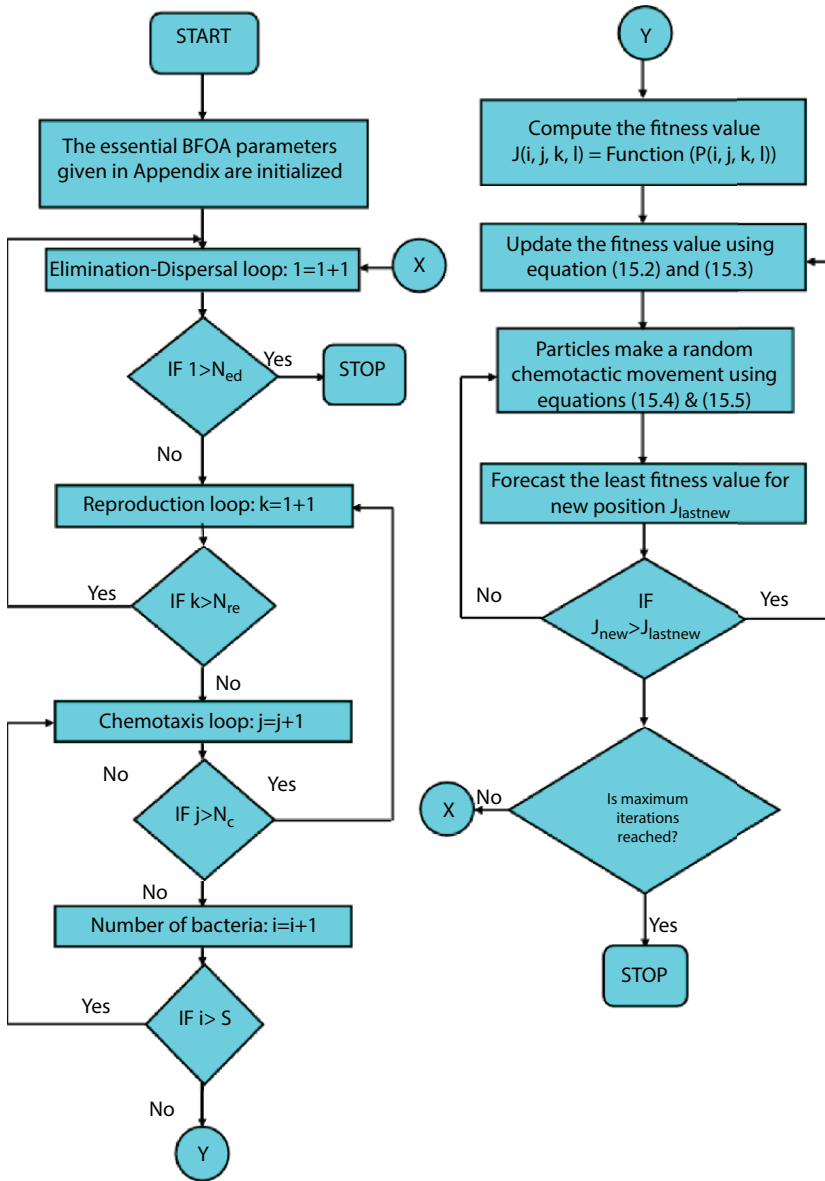 START
The essential BFOA parameters
given in Appendix are initialized
Elimination-Dispersal loop: 1=1+1
X
IF 1>Ned
Yes
STOP
No
Reproduction loop: k=1+1
Yes
IF k>Nre
No
Chemotaxis loop: j=j+1
No
Yes
IF j>Nc
No
Number of bacteria: i=i+1
Yes
IF i> S
No
Y
Y
Compute the fitness value
J(i, j, k, l) = Function (P(i, j, k, l))
Update the fitness value using
equation (15.2) and (15.3)
Particles make a random
chemotactic movement using
equations (15.4) & (15.5)
Forecast the least fitness value for
new position Jlastnew
No
IF
Jnew>Jlastnew
Yes
X
No
Is maximum
iterations
reached?
Yes
STOP